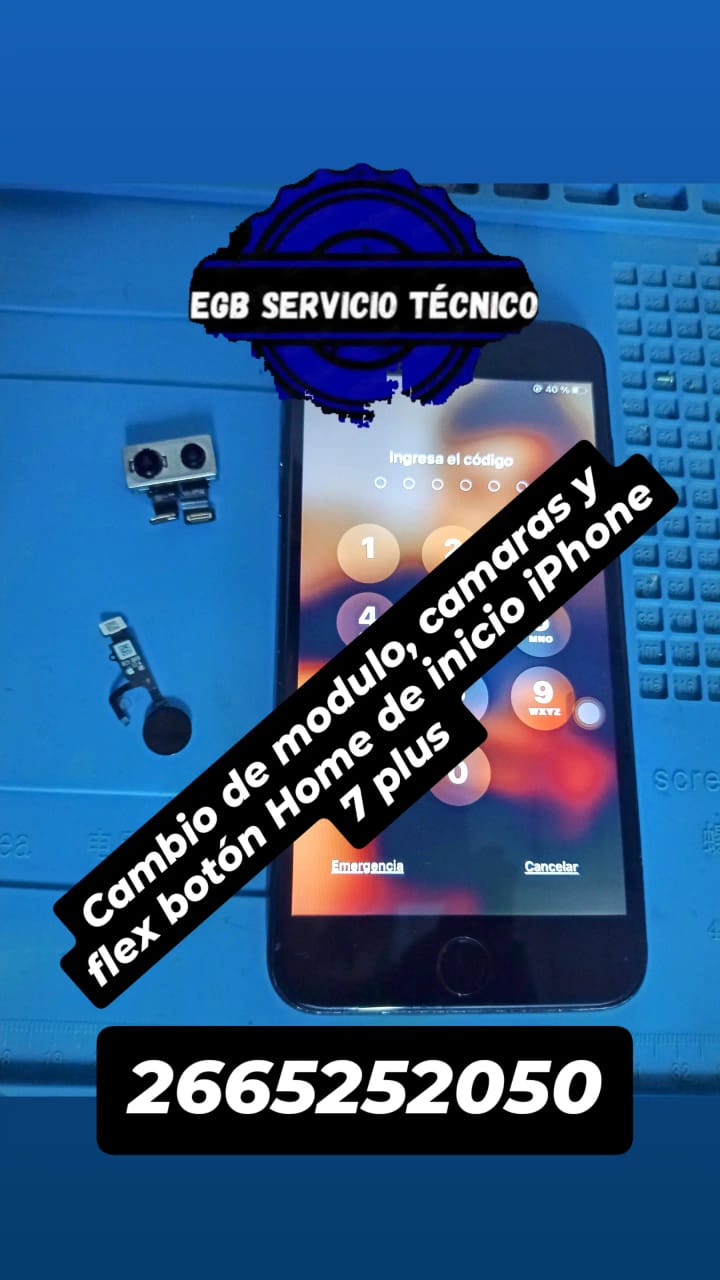 EGB SERVICIO TÉCNICO
40 %
Ingresa el código
1
2
4
MNO
9
WXYZ
0
Cambio de modulo, camaras y
flex botón Home de inicio iPhone
7 plus
Emergencia
Cancelar
scre
2665252050